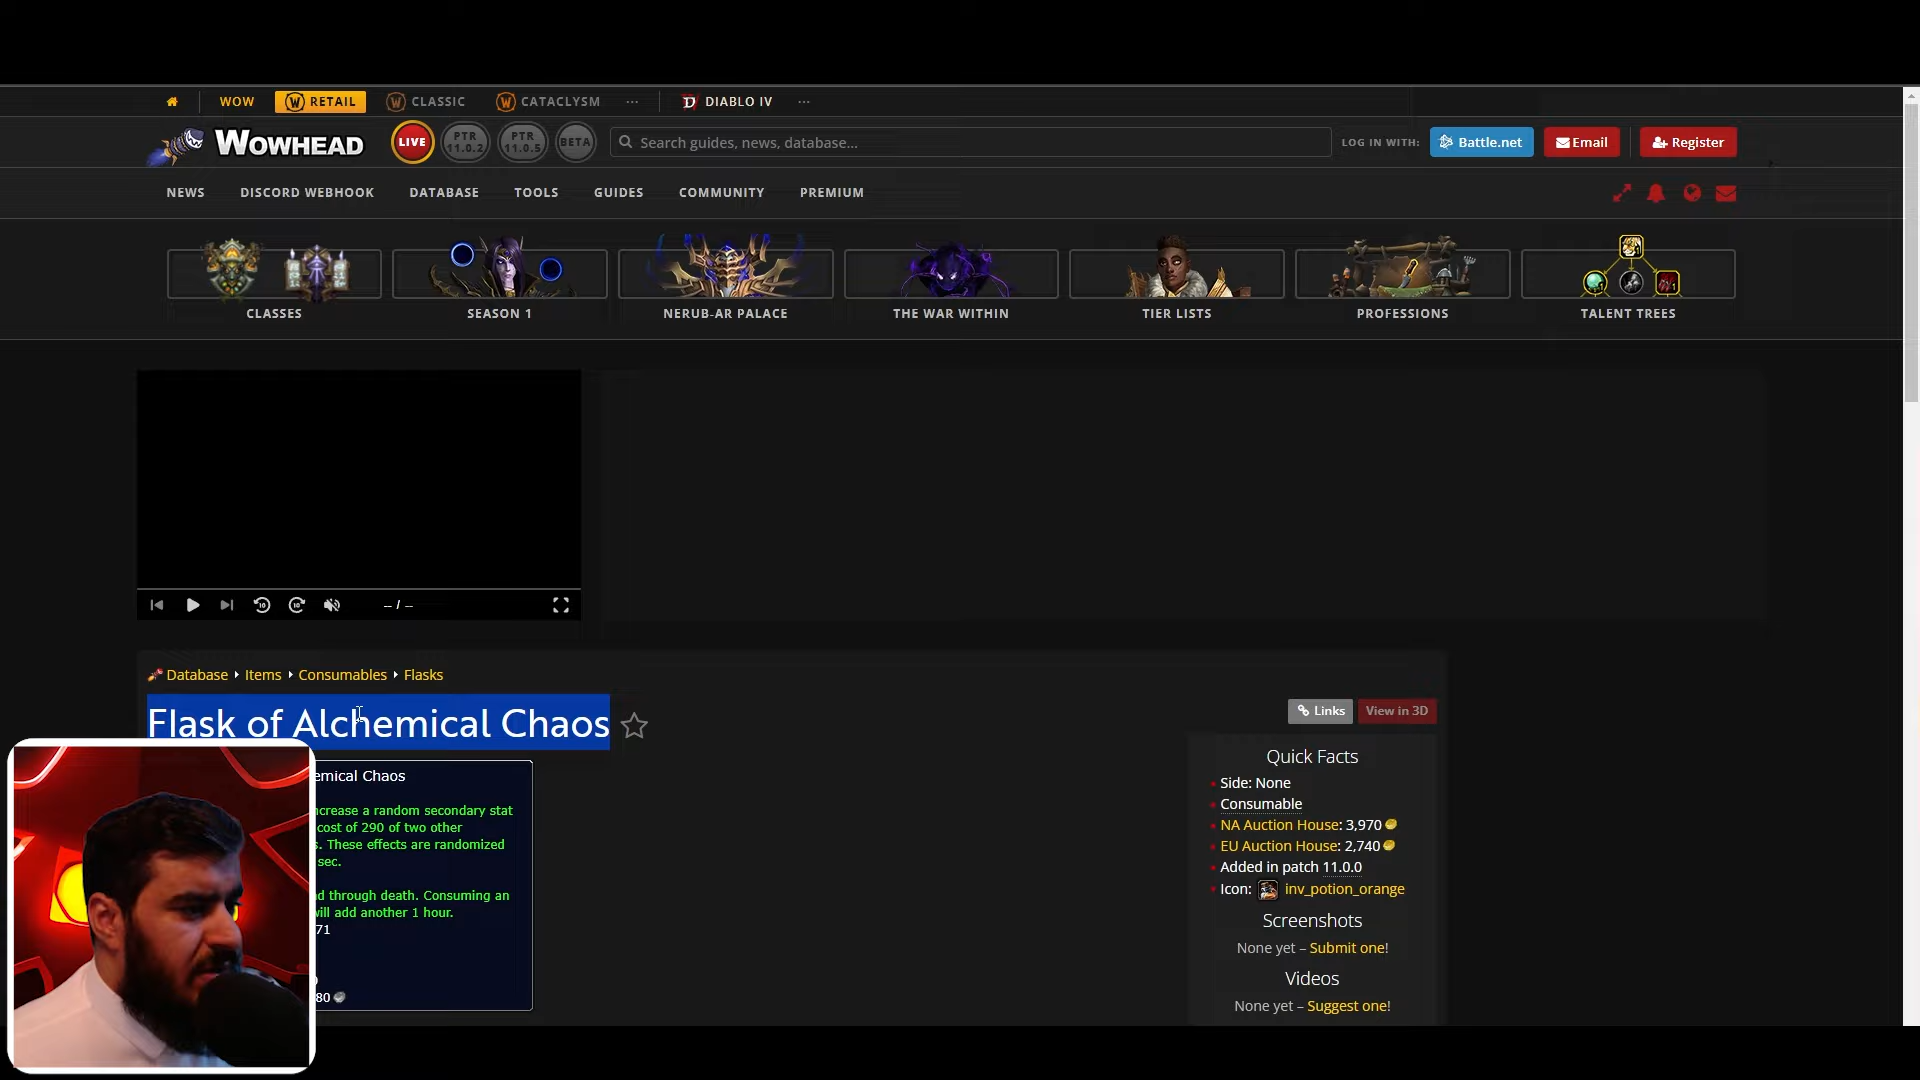 WOW RETAIL CLASSIC CATACLYSM ... DIABLO IV ...
WOWHEAD LIVE PTR 11.0.2 PTR 11.0.5 BETA Search guides, news, database... LOG IN WITH: Battle.net Email Register
NEWS DISCORD WEBHOOK DATABASE TOOLS GUIDES COMMUNITY PREMIUM
CLASSES SEASON 1 NERUB-AR PALACE THE WAR WITHIN TIER LISTS PROFESSIONS TALENT TREES
10 10 -- / --
Database Items Consumables Flasks
Flask of Alchemical Chaos
Links View in 3D
emical Chaos
ncrease a random secondary stat
cost of 290 of two other
s. These effects are randomized
sec.
d through death. Consuming an
will add another 1 hour.
71
80
Quick Facts
Side: None
Consumable
NA Auction House: 3,970
EU Auction House: 2,740
Added in patch 11.0.0
Icon: inv_potion_orange
Screenshots
None yet – Submit one!
Videos
None yet – Suggest one!